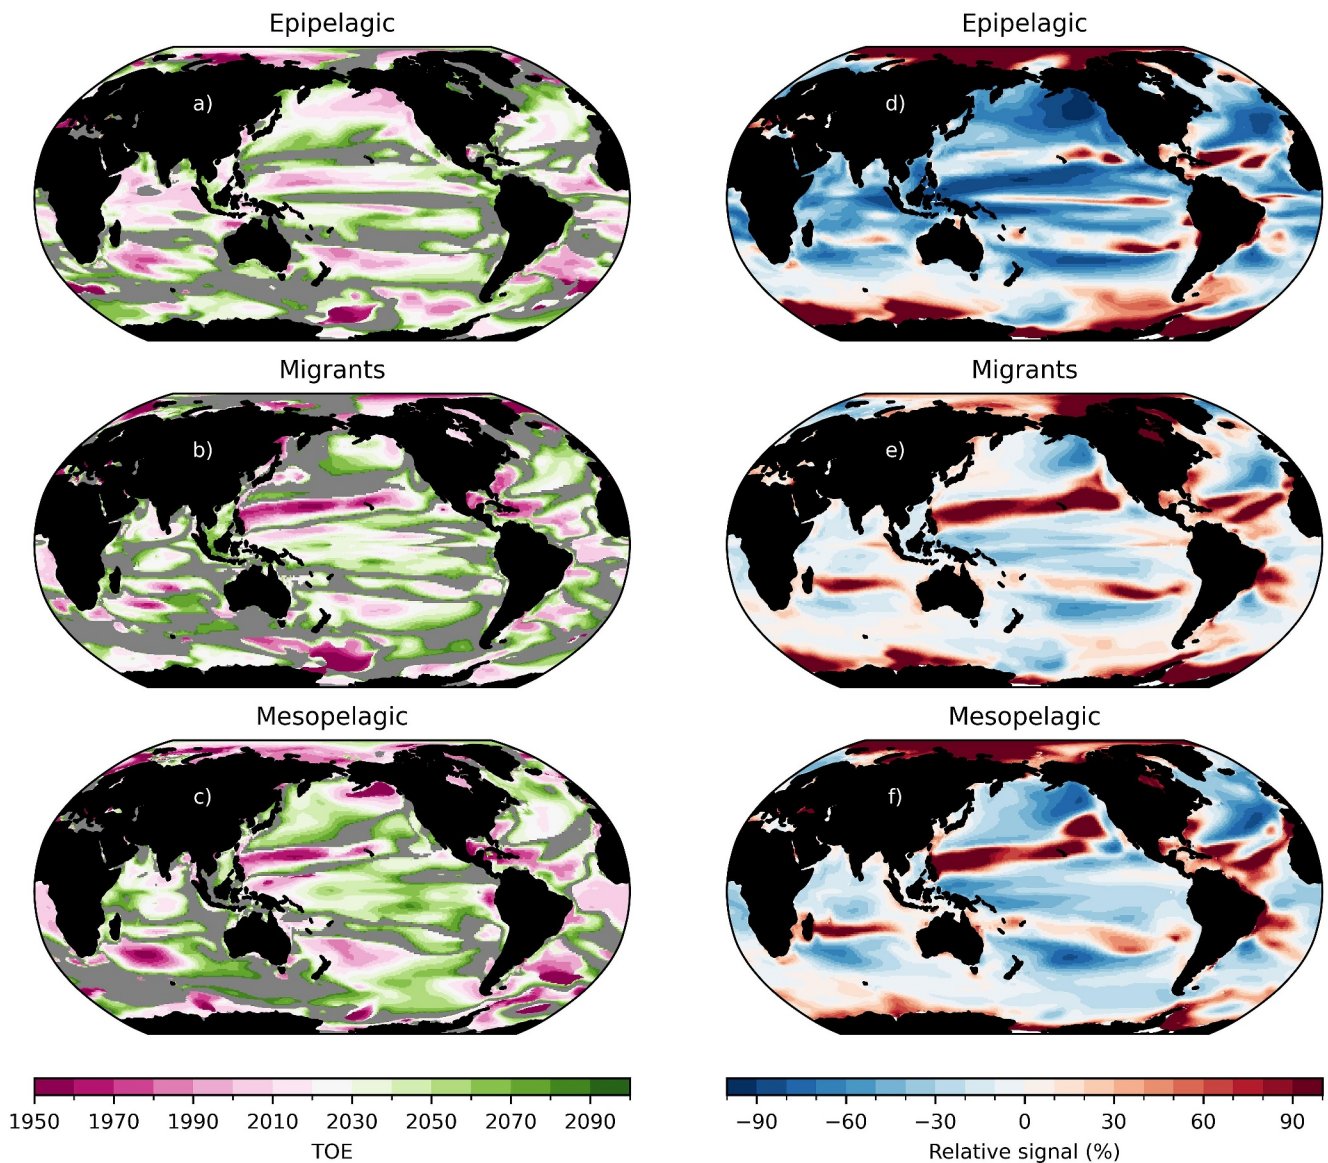 Epipelagic Epipelagic
a) d)
Migrants Migrants
b) e)
Mesopelagic Mesopelagic
c) f)
1950 1970 1990 2010 2030 2050 2070 2090 −90 −60 −30 0 30 60 90
TOE Relative signal (%)